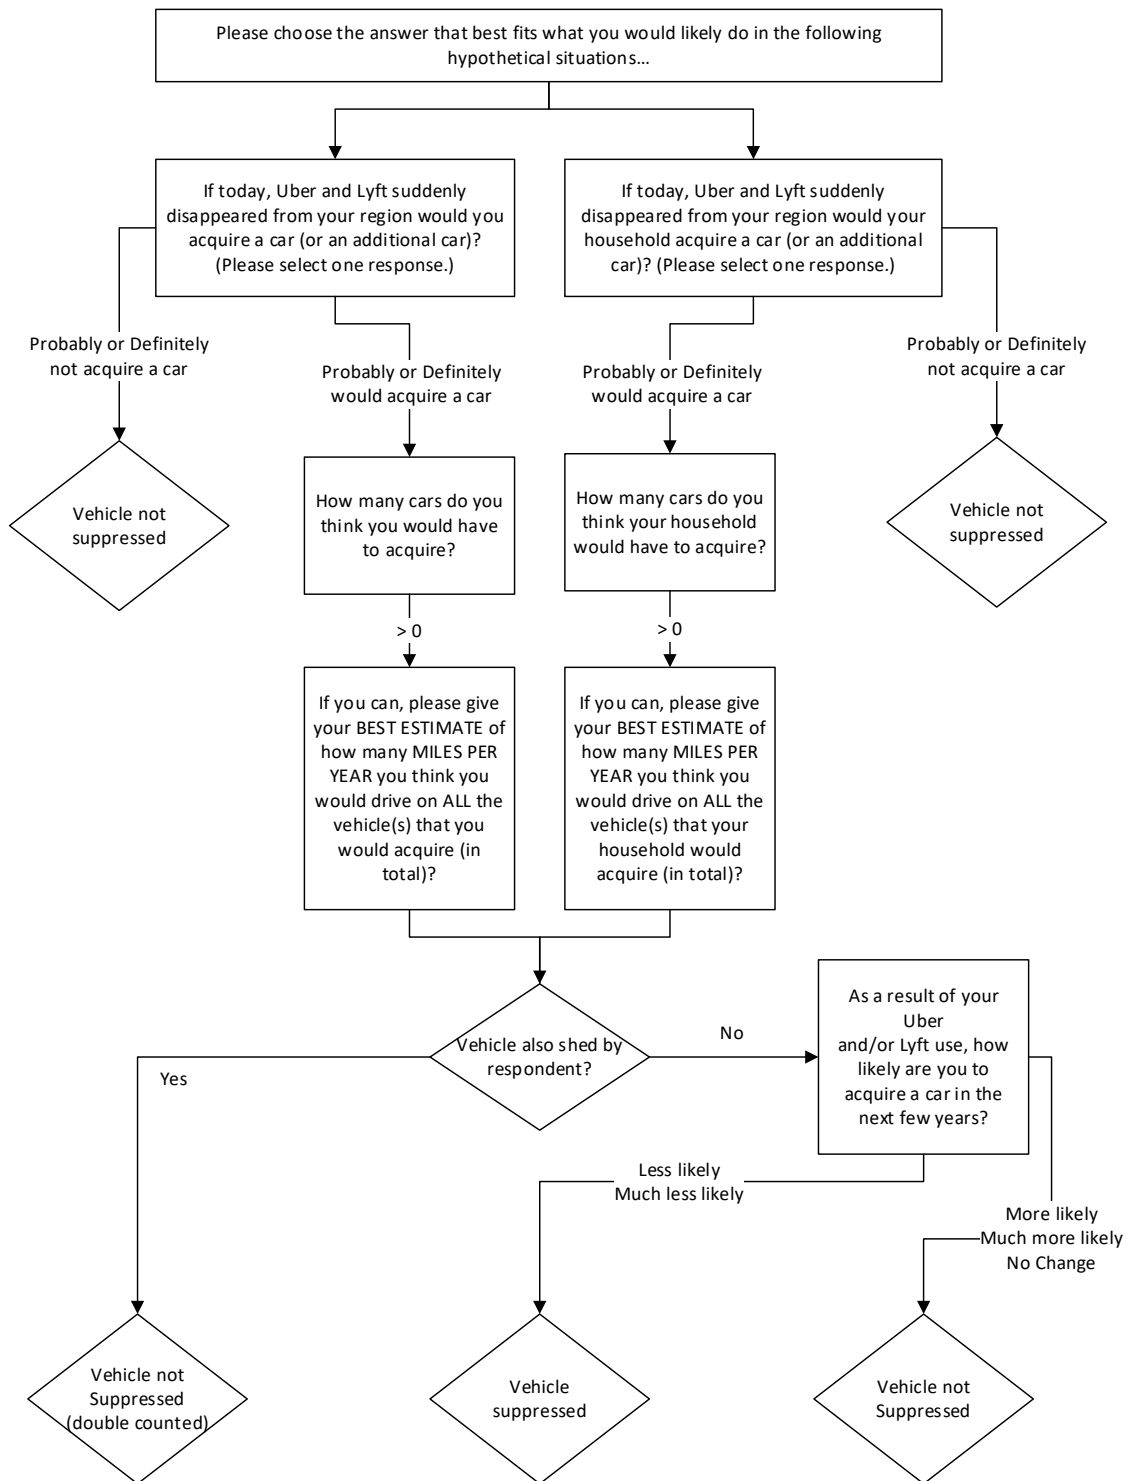 Please choose the answer that best fits what you would likely do in the following
hypothetical situations…
If today, Uber and Lyft suddenly
disappeared from your region would you
acquire a car (or an additional car)?
(Please select one response.)
If today, Uber and Lyft suddenly
disappeared from your region would your
household acquire a car (or an additional
car)? (Please select one response.)
Probably or Definitely
not acquire a car
Probably or Definitely
would acquire a car
Probably or Definitely
would acquire a car
Probably or Definitely
not acquire a car
Vehicle not
suppressed
How many cars do you
think you would have
to acquire?
How many cars do you
think your household
would have to acquire?
Vehicle not
suppressed
> 0
> 0
If you can, please give
your BEST ESTIMATE of
how many MILES PER
YEAR you think you
would drive on ALL the
vehicle(s) that you
would acquire (in
total)?
If you can, please give
your BEST ESTIMATE of
how many MILES PER
YEAR you think you
would drive on ALL the
vehicle(s) that your
household would
acquire (in total)?
Vehicle also shed by
respondent?
Yes
No
As a result of your
Uber
and/or Lyft use, how
likely are you to
acquire a car in the
next few years?
Less likely
Much less likely
More likely
Much more likely
No Change
Vehicle not
Suppressed
(double counted)
Vehicle
suppressed
Vehicle not
Suppressed